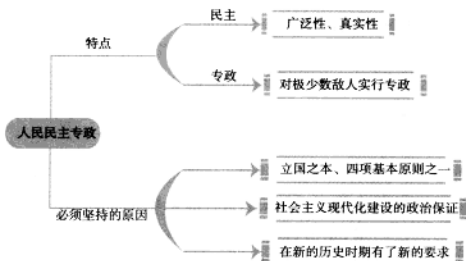 民主
广泛性、真实性
特点
专政
对极少数敌人实行专政
人民民主专政
立国之本、四项基本原则之一
社会主义现代化建设的政治保证
必须坚持的原因
在新的历史时期有了新的要求